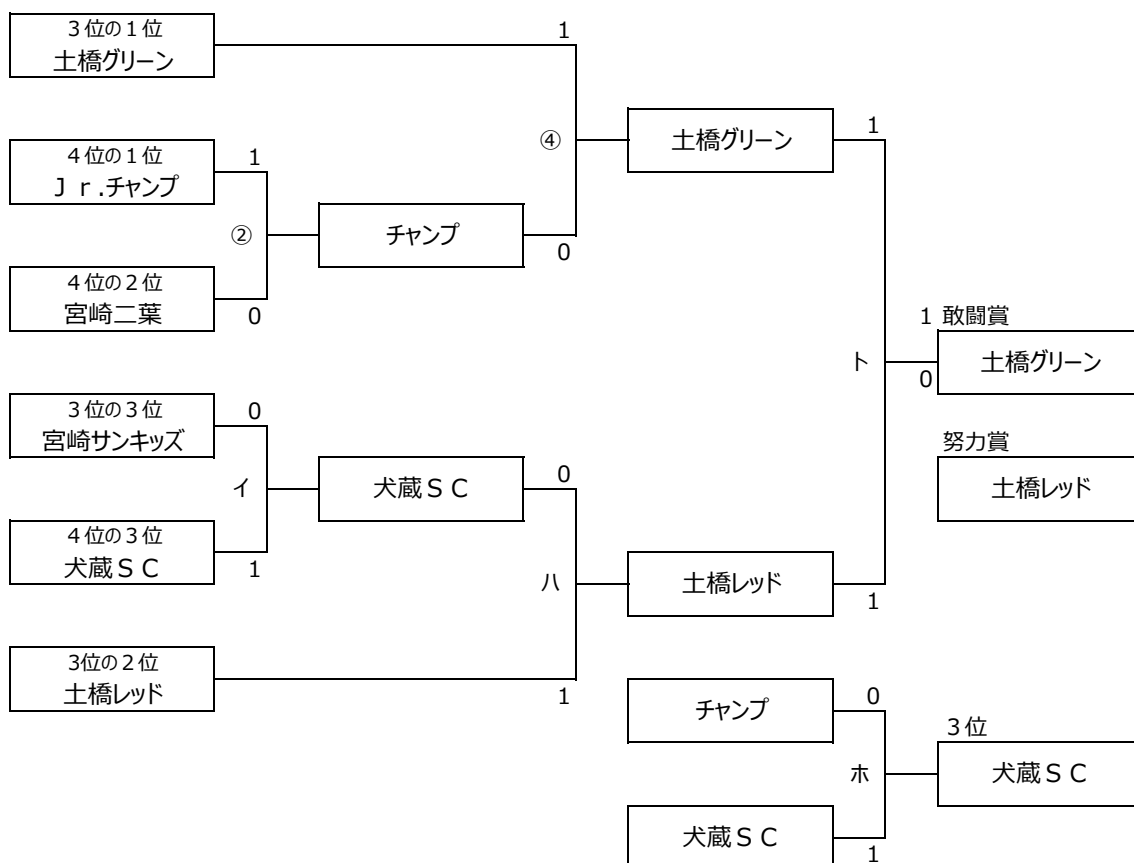 ３位の１位
土橋グリーン
1
④
土橋グリーン
1
４位の１位
Ｊｒ.チャンプ
1
②
チャンプ
0
４位の２位
宮崎二葉
0
ト
1 敢闘賞
0
土橋グリーン
３位の３位
宮崎サンキッズ
0
イ
犬蔵ＳＣ
0
努力賞
土橋レッド
４位の３位
犬蔵ＳＣ
1
ハ
土橋レッド
1
3位の２位
土橋レッド
1
チャンプ
0
ホ
３位
犬蔵ＳＣ
犬蔵ＳＣ
1